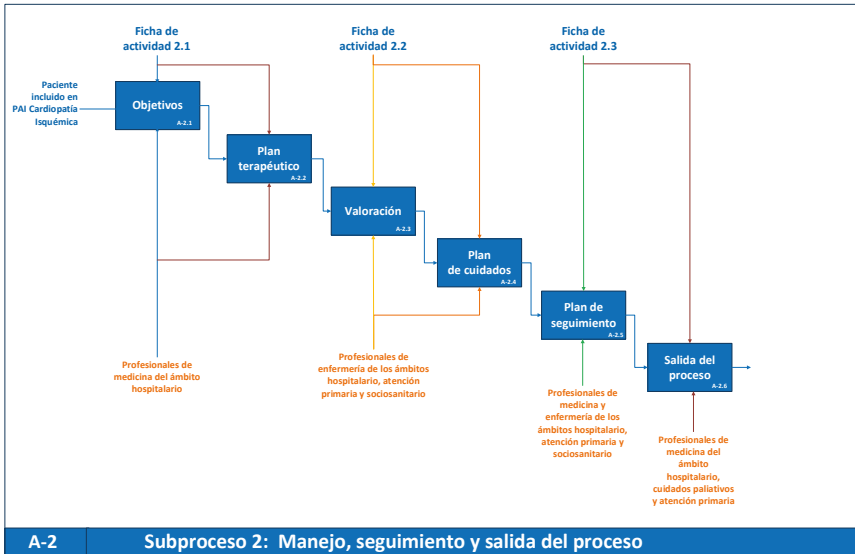 Ficha de
actividad 2.1
Ficha de
actividad 2.2
Ficha de
actividad 2.3
Paciente
incluido en
PAI Cardiopatía
Isquémica
Objetivos
A-2.1
Plan
terapéutico
A-2.2
Valoración
A-2.3
Plan
de cuidados
A-2.4
Plan de
seguimiento
A-2.5
Salida del
proceso
A-2.6
Profesionales de
medicina del ámbito
hospitalario
Profesionales de
enfermería de los ámbitos
hospitalario, atención
primaria y sociosanitario
Profesionales de
medicina y
enfermería de los
ámbitos hospitalario,
atención primaria y
sociosanitario
Profesionales de
medicina del
ámbito
hospitalario,
cuidados paliativos
y atención primaria
A-2 Subproceso 2: Manejo, seguimiento y salida del proceso